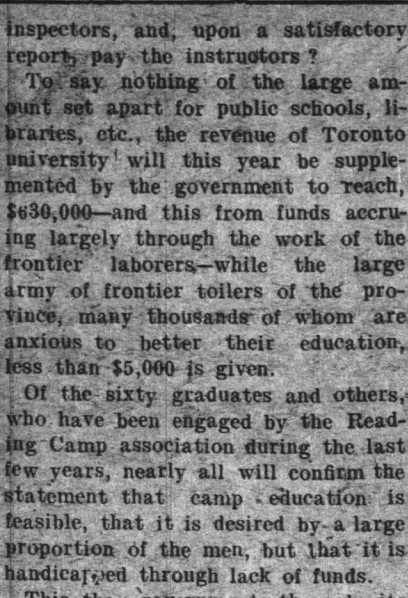 inspectors, and, upon a satisfactory
report, pay the instructors ?
To say nothing of the large am-
ount set apart for public schools, li-
braries, etc., the revenue of Toronto
university will this year be supple-
mented by the government to reach,
$630,000—and this from funds accru-
ing largely through the work of the
frontier laborers,—while the large
army of frontier toilers of the pro-
vince, many thousands of whom are
anxious to better their education,
less than $5,000 is given.
Of the sixty graduates and others,
who have been engaged by the Read-
ing Camp association during the last
few years, nearly all will confirm the
statement that camp education is
feasible, that it is desired by a large
proportion of the men, but that it is
handicapped through lack of funds.